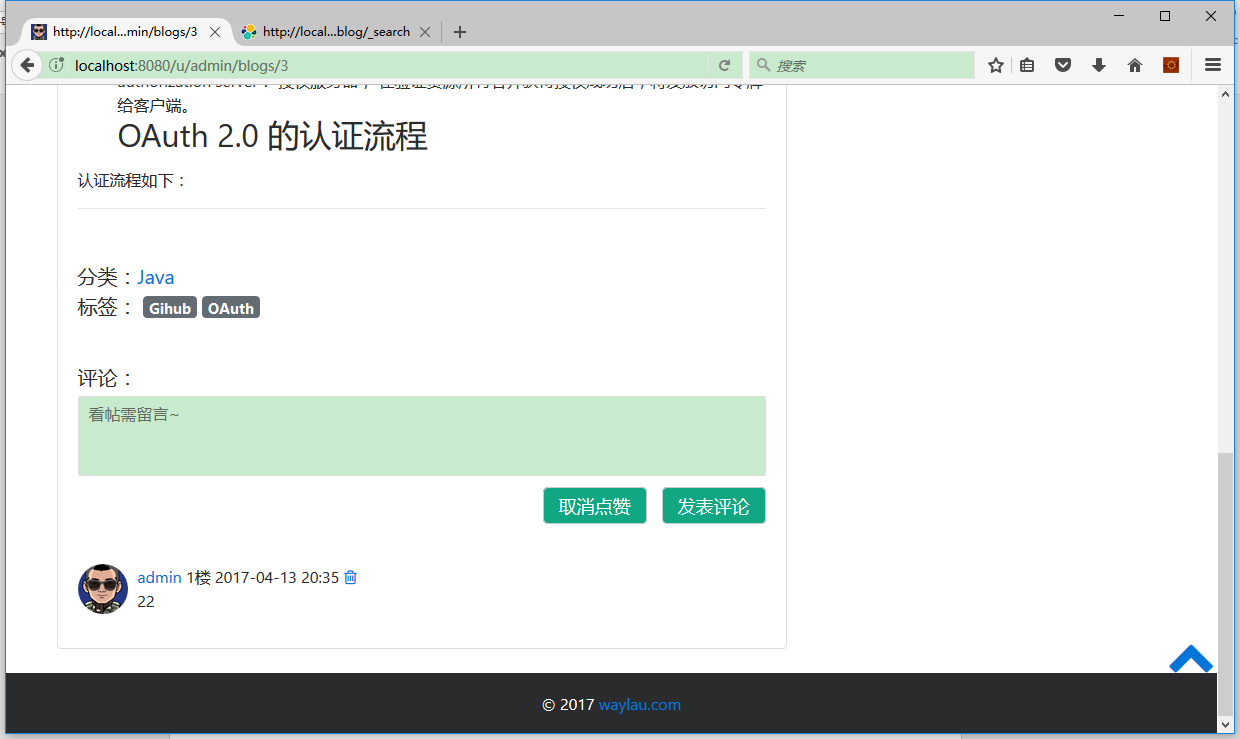 http://local...min/blogs/3
http://local...blog/_search
localhost:8080/u/admin/blogs/3
搜索
给客户端。
OAuth 2.0 的认证流程
认证流程如下：
分类：Java
标签： Gihub OAuth
评论：
看帖需留言~
取消点赞 发表评论
admin 1楼 2017-04-13 20:35
22
© 2017 waylau.com